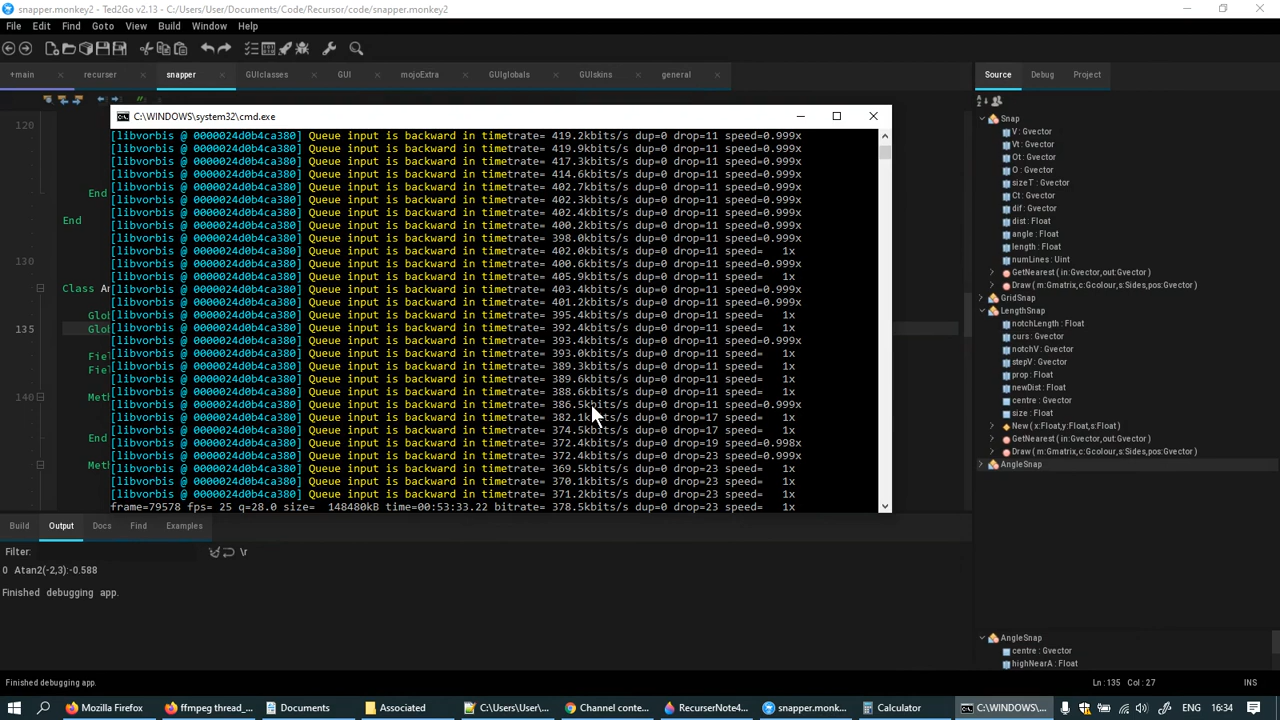 snapper.monkey2 - Ted2Go v2.13 - C:/Users/User/Documents/Code/Recursor/code/snapper.monkey2
File Edit Find Goto View Build Window Help
+main recurser snapper GUIclasses GUI mojoExtra GUIglobals GUIskins general Source Debug Project
C:\WINDOWS\system32\cmd.exe
120
End
End
130
Class An
Glob
135 Glob
Fiel
Fiel
140 Meth
End
Meth
[libvorbis @ 0000024d0b4ca380] Queue input is backward in timetrate= 419.2kbits/s dup=0 drop=11 speed=0.999x
[libvorbis @ 0000024d0b4ca380] Queue input is backward in timetrate= 419.9kbits/s dup=0 drop=11 speed=0.999x
[libvorbis @ 0000024d0b4ca380] Queue input is backward in timetrate= 417.3kbits/s dup=0 drop=11 speed=0.999x
[libvorbis @ 0000024d0b4ca380] Queue input is backward in timetrate= 414.6kbits/s dup=0 drop=11 speed=0.999x
[libvorbis @ 0000024d0b4ca380] Queue input is backward in timetrate= 402.7kbits/s dup=0 drop=11 speed=0.999x
[libvorbis @ 0000024d0b4ca380] Queue input is backward in timetrate= 402.3kbits/s dup=0 drop=11 speed=0.999x
[libvorbis @ 0000024d0b4ca380] Queue input is backward in timetrate= 402.4kbits/s dup=0 drop=11 speed=0.999x
[libvorbis @ 0000024d0b4ca380] Queue input is backward in timetrate= 400.2kbits/s dup=0 drop=11 speed=0.999x
[libvorbis @ 0000024d0b4ca380] Queue input is backward in timetrate= 398.0kbits/s dup=0 drop=11 speed=0.999x
[libvorbis @ 0000024d0b4ca380] Queue input is backward in timetrate= 402.0kbits/s dup=0 drop=11 speed= 1x
[libvorbis @ 0000024d0b4ca380] Queue input is backward in timetrate= 400.6kbits/s dup=0 drop=11 speed=0.999x
[libvorbis @ 0000024d0b4ca380] Queue input is backward in timetrate= 405.9kbits/s dup=0 drop=11 speed=0.999x
[libvorbis @ 0000024d0b4ca380] Queue input is backward in timetrate= 403.4kbits/s dup=0 drop=11 speed=0.999x
[libvorbis @ 0000024d0b4ca380] Queue input is backward in timetrate= 401.2kbits/s dup=0 drop=11 speed=0.999x
[libvorbis @ 0000024d0b4ca380] Queue input is backward in timetrate= 395.4kbits/s dup=0 drop=11 speed= 1x
[libvorbis @ 0000024d0b4ca380] Queue input is backward in timetrate= 392.4kbits/s dup=0 drop=11 speed= 1x
[libvorbis @ 0000024d0b4ca380] Queue input is backward in timetrate= 393.4kbits/s dup=0 drop=11 speed=0.999x
[libvorbis @ 0000024d0b4ca380] Queue input is backward in timetrate= 393.0kbits/s dup=0 drop=11 speed= 1x
[libvorbis @ 0000024d0b4ca380] Queue input is backward in timetrate= 389.3kbits/s dup=0 drop=11 speed= 1x
[libvorbis @ 0000024d0b4ca380] Queue input is backward in timetrate= 389.6kbits/s dup=0 drop=11 speed= 1x
[libvorbis @ 0000024d0b4ca380] Queue input is backward in timetrate= 388.6kbits/s dup=0 drop=11 speed= 1x
[libvorbis @ 0000024d0b4ca380] Queue input is backward in timetrate= 386.5kbits/s dup=0 drop=11 speed=0.999x
[libvorbis @ 0000024d0b4ca380] Queue input is backward in timetrate= 382.1kbits/s dup=0 drop=17 speed= 1x
[libvorbis @ 0000024d0b4ca380] Queue input is backward in timetrate= 374.5kbits/s dup=0 drop=17 speed= 1x
[libvorbis @ 0000024d0b4ca380] Queue input is backward in timetrate= 372.4kbits/s dup=0 drop=19 speed=0.998x
[libvorbis @ 0000024d0b4ca380] Queue input is backward in timetrate= 372.6kbits/s dup=0 drop=23 speed=0.999x
[libvorbis @ 0000024d0b4ca380] Queue input is backward in timetrate= 369.5kbits/s dup=0 drop=23 speed= 1x
[libvorbis @ 0000024d0b4ca380] Queue input is backward in timetrate= 370.1kbits/s dup=0 drop=23 speed= 1x
[libvorbis @ 0000024d0b4ca380] Queue input is backward in timetrate= 371.2kbits/s dup=0 drop=23 speed= 1x
frame=79578 fps= 25 q=28.0 size= 148480kB time=00:53:33.22 bitrate= 378.5kbits/s dup=0 drop=23 speed= 1x
Snap
V : Gvector
Vt : Gvector
Ot : Gvector
O : Gvector
sizeT : Gvector
Ct : Gvector
dif : Gvector
dist : Float
angle : Float
length : Float
numLines : Uint
GetNearest ( in:Gvector,out:Gvector )
Draw ( m:Gmatrix,c:Gcolour,s:Sides,pos:Gvector )
GridSnap
LengthSnap
notchLength : Float
curs : Gvector
notchV : Gvector
stepV : Gvector
prop : Float
newDist : Float
centre : Gvector
size : Float
New ( x:Float,y:Float,s:Float )
GetNearest ( in:Gvector,out:Gvector )
Draw ( m:Gmatrix,c:Gcolour,s:Sides,pos:Gvector )
AngleSnap
Build Output Docs Find Examples
Filter: \r
0 Atan2(-2,3):-0.588
Finished debugging app.
AngleSnap
centre : Gvector
highNearA : Float
Finished debugging app. Ln : 135 Col : 27 INS
Mozilla Firefox ffmpeg thread_... Documents Associated C:\Users\User\... Channel conte... RecurserNote4... snapper.monk... Calculator C:\WINDOWS\... ENG 16:34